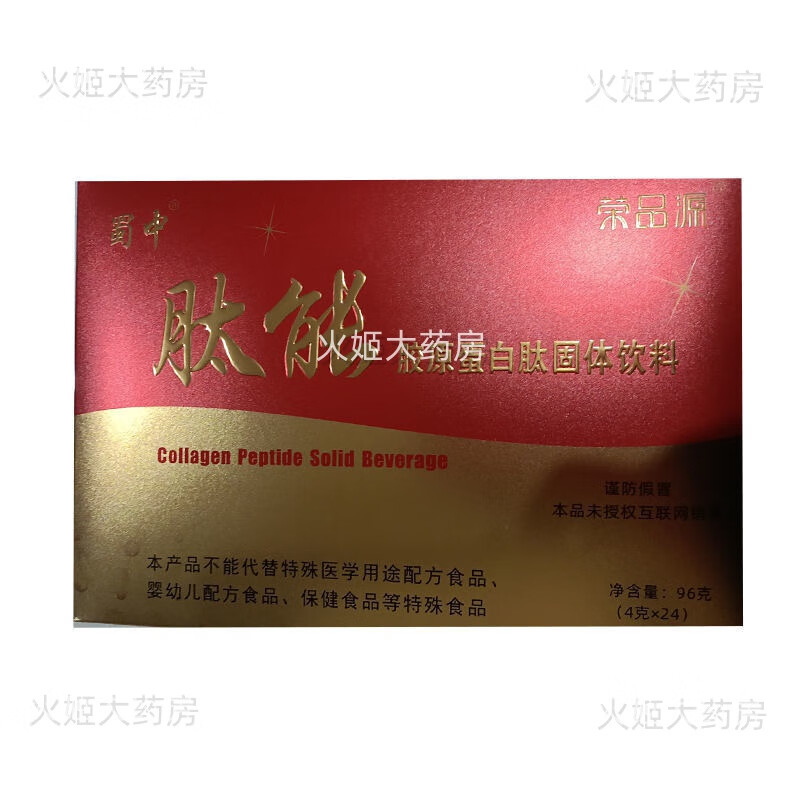 火姬大药房
火姬大药房
蜀中®
荣品源
肽能
火姬大药房
胶原蛋白肽固体饮料
Collagen Peptide Solid Beverage
谨防假冒
本品未授权互联网销售
本产品不能代替特殊医学用途配方食品、
婴幼儿配方食品、保健食品等特殊食品
净含量：96克
（4克×24）
火姬大药房
火姬大药房